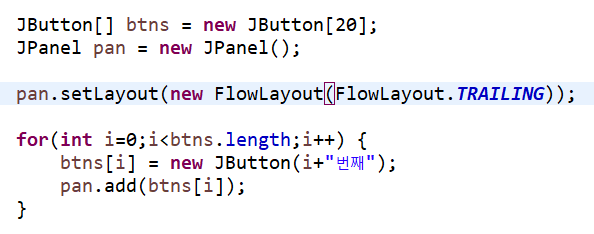 JButton[] btns = new JButton[20];
JPanel pan = new JPanel();
pan.setLayout(new FlowLayout(FlowLayout.TRAILING));
for(int i=0;i<btns.length;i++) {
btns[i] = new JButton(i+"번째");
pan.add(btns[i]);
}